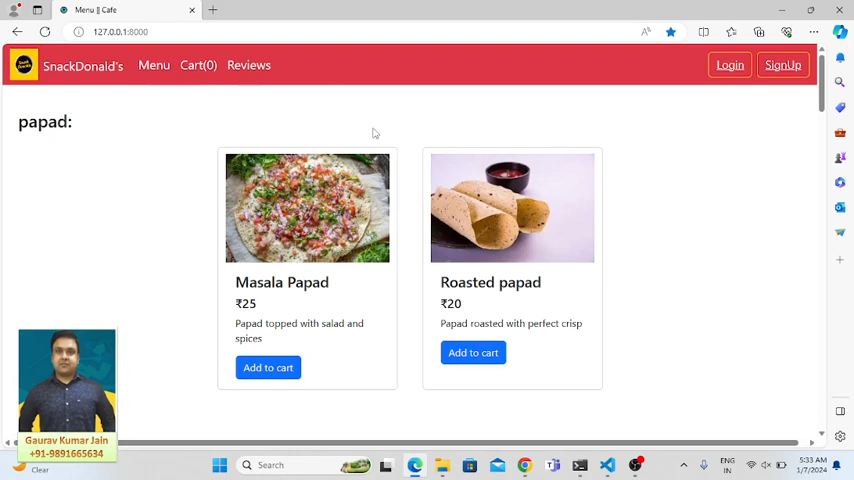 Menu || Cafe
127.0.0.1:8000
SnackDonald's
Menu
Cart(0)
Reviews
Login
SignUp
papad:
Masala Papad
₹25
Papad topped with salad and
spices
Add to cart
Roasted papad
₹20
Papad roasted with perfect crisp
Add to cart
Gaurav Kumar Jain
+91-9891665634
Clear
Search
ENG
IN
5:33 AM
1/7/2024